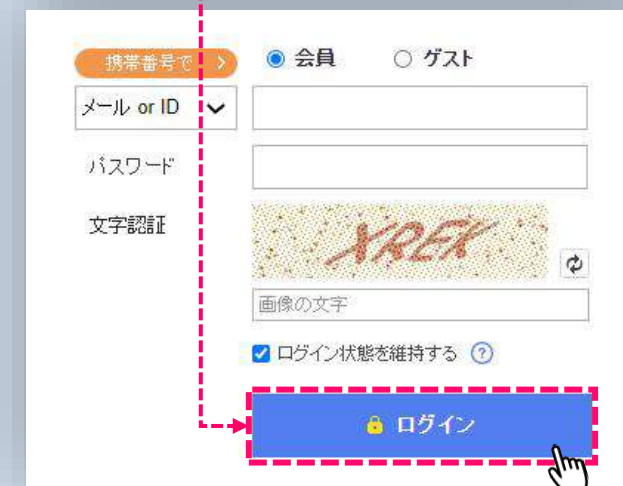 携帯番号で >
会員 ゲスト
メール or ID
パスワード
文字認証
XREK
画像の文字
ログイン状態を維持する ?
ログイン